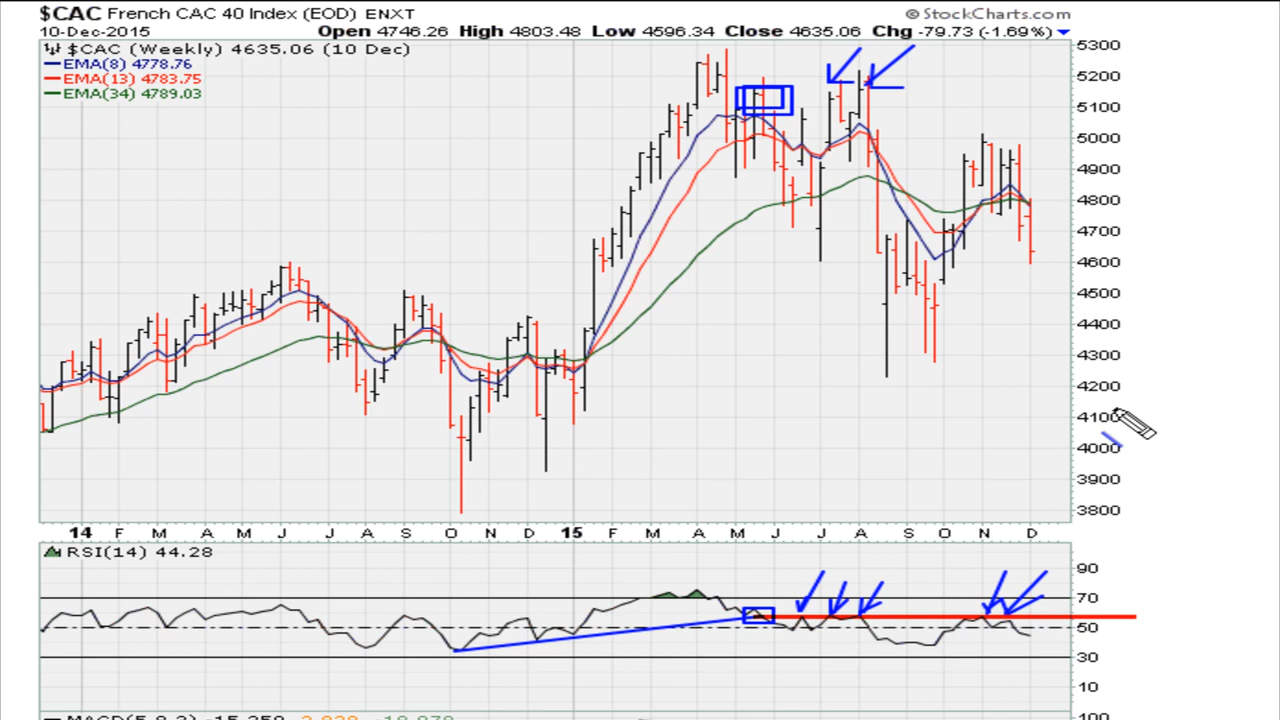 $CAC French CAC 40 Index (EOD) ENXT
© StockCharts.com
10-Dec-2015
Open 4746.26 High 4803.48 Low 4596.34 Close 4635.06 Chg -79.73 (-1.69%)
$CAC (Weekly) 4635.06 (10 Dec)
EMA(8) 4778.76
EMA(13) 4783.75
EMA(34) 4789.03
5300
5200
5100
5000
4900
4800
4700
4600
4500
4400
4300
4200
4100
4000
3900
3800
14 F M A M J J A S O N D 15 F M A M J J A S O N D
RSI(14) 44.28
90
70
50
30
10
100